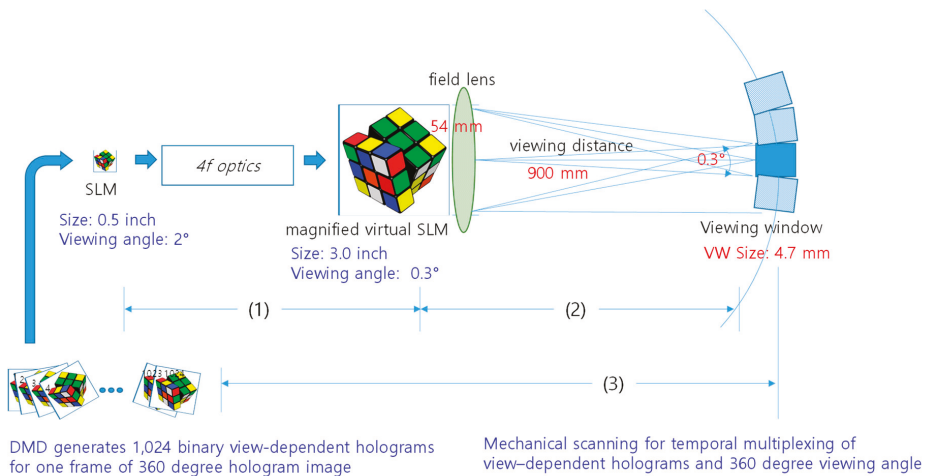 field lens
54 mm
viewing distance
900 mm
0.3°
4f optics
SLM
Size: 0.5 inch
Viewing angle: 2°
magnified virtual SLM
Size: 3.0 inch
Viewing angle: 0.3°
Viewing window
VW Size: 4.7 mm
(1)
(2)
(3)
DMD generates 1,024 binary view-dependent holograms
for one frame of 360 degree hologram image
Mechanical scanning for temporal multiplexing of
view–dependent holograms and 360 degree viewing angle